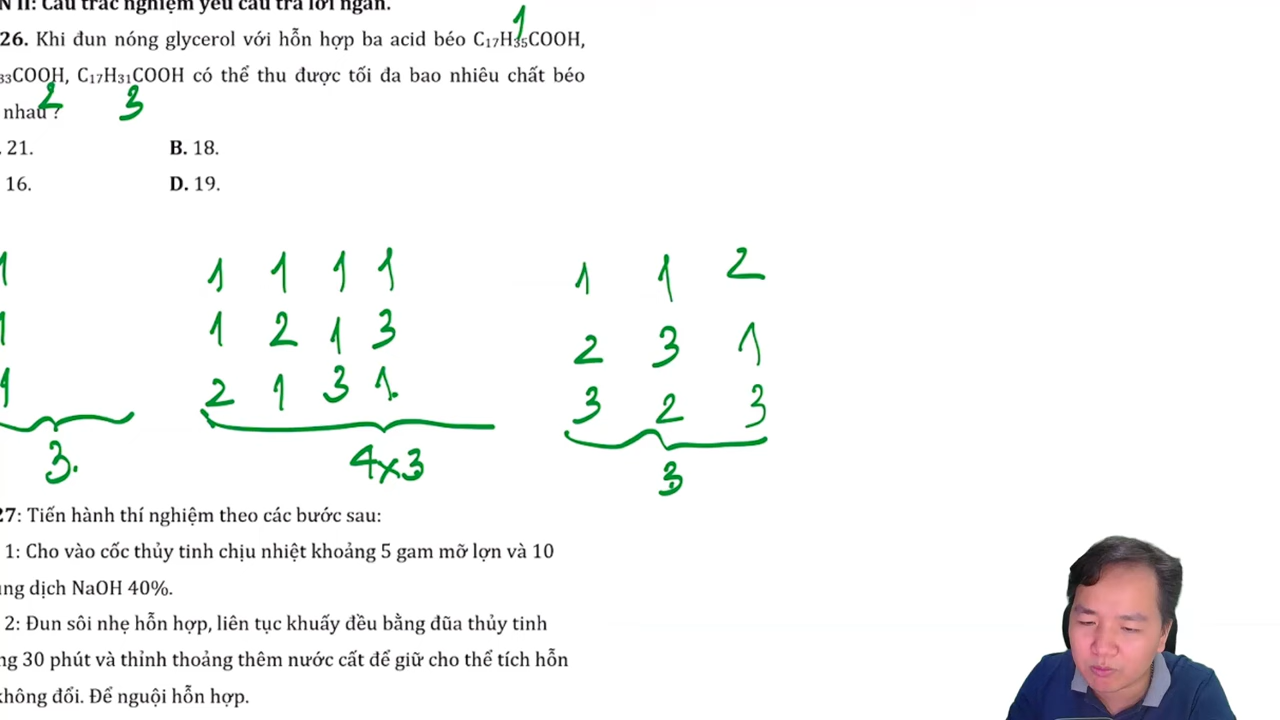 N II: Câu trắc nghiệm yêu cầu trả lời ngắn.
26. Khi đun nóng glycerol với hỗn hợp ba acid béo C₁₇H₃₅COOH,
₃₃COOH, C₁₇H₃₁COOH có thể thu được tối đa bao nhiêu chất béo
nhau ?
1
2 3
. 21. B. 18.
16. D. 19.
1 1 1 1 1 1 1 2
1 1 2 1 3 2 3 1
1 2 1 3 1. 3 2 3
3. 4x3 3
27: Tiến hành thí nghiệm theo các bước sau:
1: Cho vào cốc thủy tinh chịu nhiệt khoảng 5 gam mỡ lợn và 10
ung dịch NaOH 40%.
2: Đun sôi nhẹ hỗn hợp, liên tục khuấy đều bằng đũa thủy tinh
ng 30 phút và thỉnh thoảng thêm nước cất để giữ cho thể tích hỗn
không đổi. Để nguội hỗn hợp.